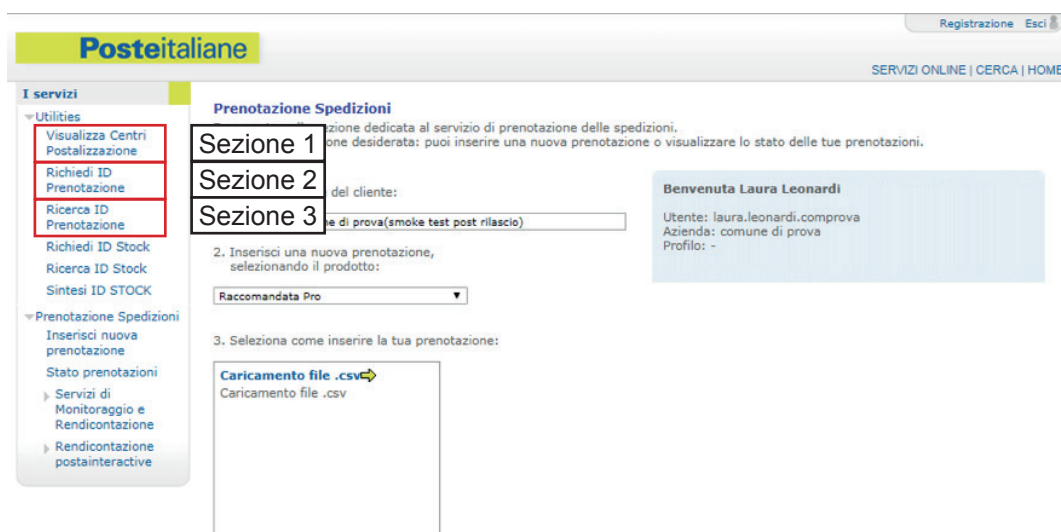 Registrazione Esci
Posteitaliane
SERVIZI ONLINE | CERCA | HOME
I servizi
Utilities
Visualizza Centri
Postalizzazione
Richiedi ID
Prenotazione
Ricerca ID
Prenotazione
Richiedi ID Stock
Ricerca ID Stock
Sintesi ID STOCK
Prenotazione Spedizioni
Inserisci nuova
prenotazione
Stato prenotazioni
Servizi di
Monitoraggio e
Rendicontazione
Rendicontazione
postainteractive
Sezione 1
Sezione 2
Sezione 3
Prenotazione Spedizioni
dedicata al servizio di prenotazione delle spedizioni.
desiderata: puoi inserire una nuova prenotazione o visualizzare lo stato delle tue prenotazioni.
del cliente:
di prova(smoke test post rilascio)
2. Inserisci una nuova prenotazione,
selezionando il prodotto:
Raccomandata Pro
3. Seleziona come inserire la tua prenotazione:
Caricamento file .csv
Caricamento file .csv
Benvenuta Laura Leonardi
Utente: laura.leonardi.comprova
Azienda: comune di prova
Profilo: -